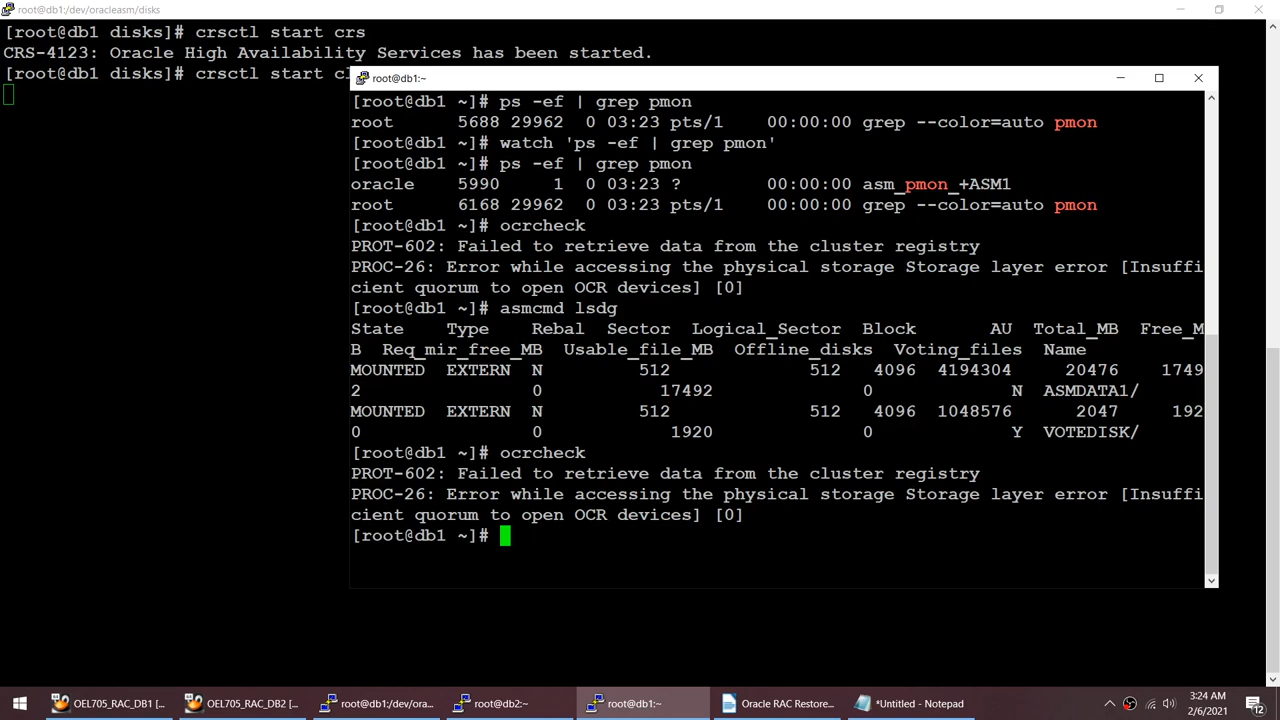 root@db1:/dev/oracleasm/disks
[root@db1 disks]# crsctl start crs
CRS-4123: Oracle High Availability Services has been started.
[root@db1 disks]# crsctl start cl
root@db1:~
[root@db1 ~]# ps -ef | grep pmon
root      5688 29962  0 03:23 pts/1    00:00:00 grep --color=auto pmon
[root@db1 ~]# watch 'ps -ef | grep pmon'
[root@db1 ~]# ps -ef | grep pmon
oracle    5990     1  0 03:23 ?        00:00:00 asm_pmon_+ASM1
root      6168 29962  0 03:23 pts/1    00:00:00 grep --color=auto pmon
[root@db1 ~]# ocrcheck
PROT-602: Failed to retrieve data from the cluster registry
PROC-26: Error while accessing the physical storage Storage layer error [Insuffi
cient quorum to open OCR devices] [0]
[root@db1 ~]# asmcmd lsdg
State    Type    Rebal  Sector  Logical_Sector  Block       AU  Total_MB  Free_M
B  Req_mir_free_MB  Usable_file_MB  Offline_disks  Voting_files  Name
MOUNTED  EXTERN  N         512             512   4096  4194304     20476    1749
2                0           17492              0             N  ASMDATA1/
MOUNTED  EXTERN  N         512             512   4096  1048576      2047     192
0                0            1920              0             Y  VOTEDISK/
[root@db1 ~]# ocrcheck
PROT-602: Failed to retrieve data from the cluster registry
PROC-26: Error while accessing the physical storage Storage layer error [Insuffi
cient quorum to open OCR devices] [0]
[root@db1 ~]#
OEL705_RAC_DB1 [...
OEL705_RAC_DB2 [...
root@db1:/dev/ora...
root@db2:~
root@db1:~
Oracle RAC Restore...
*Untitled - Notepad
3:24 AM
2/6/2021
12